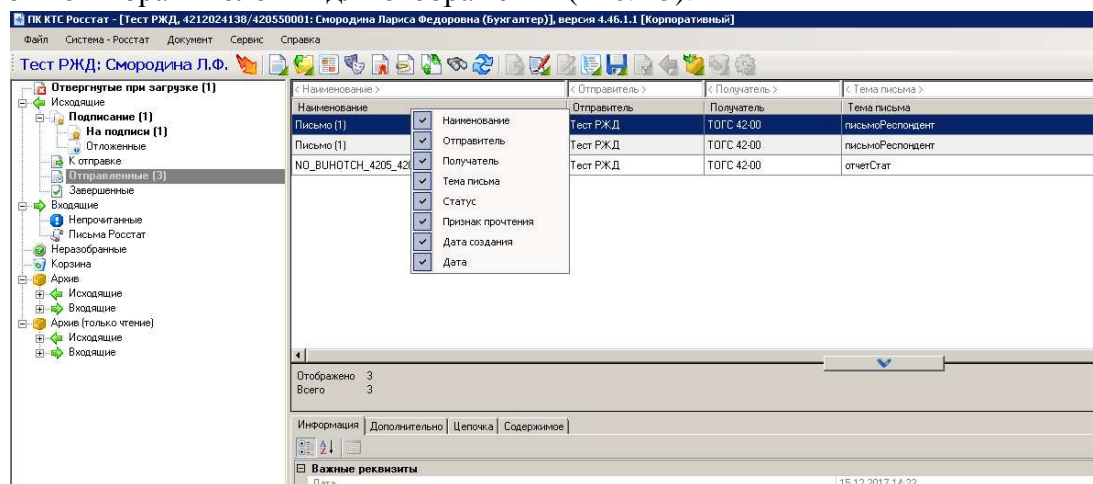 ПК КТС Росстат - [Тест РЖД, 4212024138/420550001: Смородина Лариса Федоровна (Бухгалтер)], версия 4.46.1.1 [Корпоративный]
Файл Система - Росстат Документ Сервис Справка
Тест РЖД: Смородина Л.Ф.
Отвергнутые при загрузке (1)
Исходящие
Подписание (1)
На подписи (1)
Отложенные
К отправке
Отправленные (3)
Завершенные
Входящие
Непрочитанные
Письма Росстат
Неразобранные
Корзина
Архив
Исходящие
Входящие
Архив (только чтение)
Исходящие
Входящие
< Наименование > < Отправитель > < Получатель > < Тема письма >
Наименование Отправитель Получатель Тема письма
Письмо (1) Тест РЖД ТОГС 42-00 письмоРеспондент
Письмо (1) Тест РЖД ТОГС 42-00 письмоРеспондент
NO_BUHOTCH_4205_420 Тест РЖД ТОГС 42-00 отчетСтат
Наименование
Отправитель
Получатель
Тема письма
Статус
Признак прочтения
Дата создания
Дата
Отображено 3
Всего 3
Информация Дополнительно Цепочка Содержимое
Важные реквизиты
Дата 15.12.2017 14:23